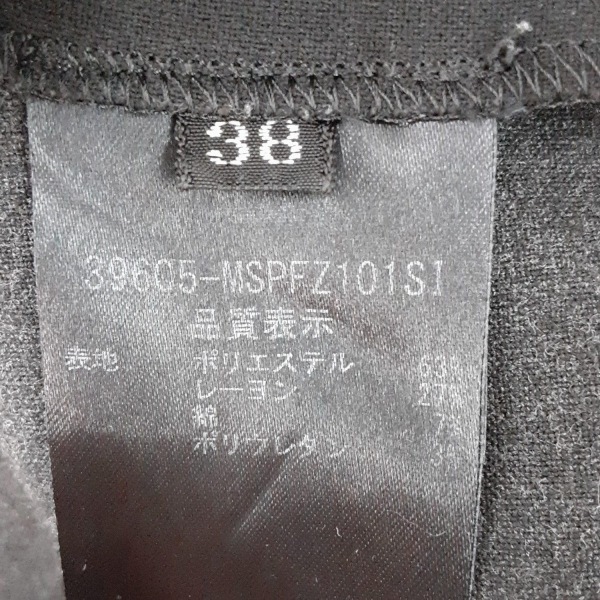 38
39605-MSPFZ101SI
品質表示
表地 ポリエステル 63%
レーヨン 27%
綿 7%
ポリウレタン 3%